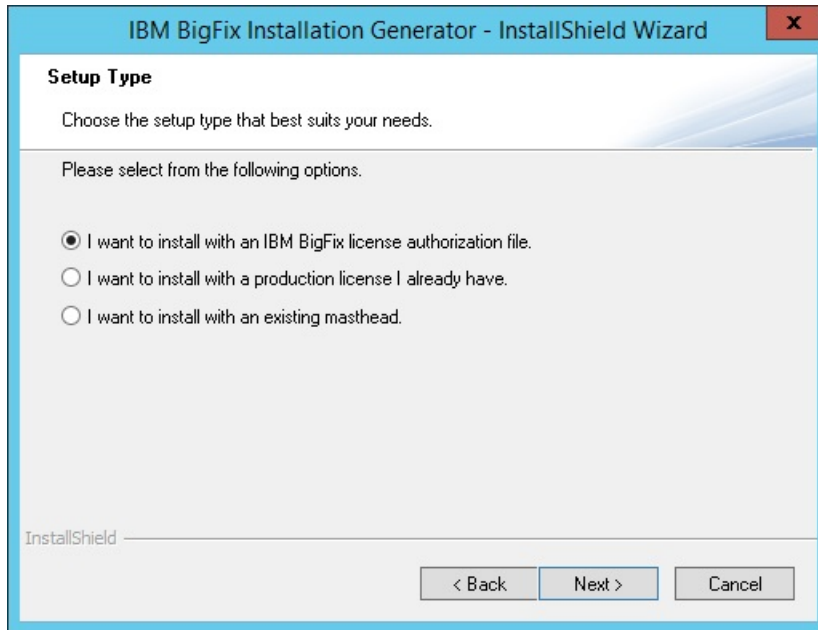 IBM BigFix Installation Generator - InstallShield Wizard
x
Setup Type
Choose the setup type that best suits your needs.
Please select from the following options.
I want to install with an IBM BigFix license authorization file.
I want to install with a production license I already have.
I want to install with an existing masthead.
InstallShield
< Back Next > Cancel